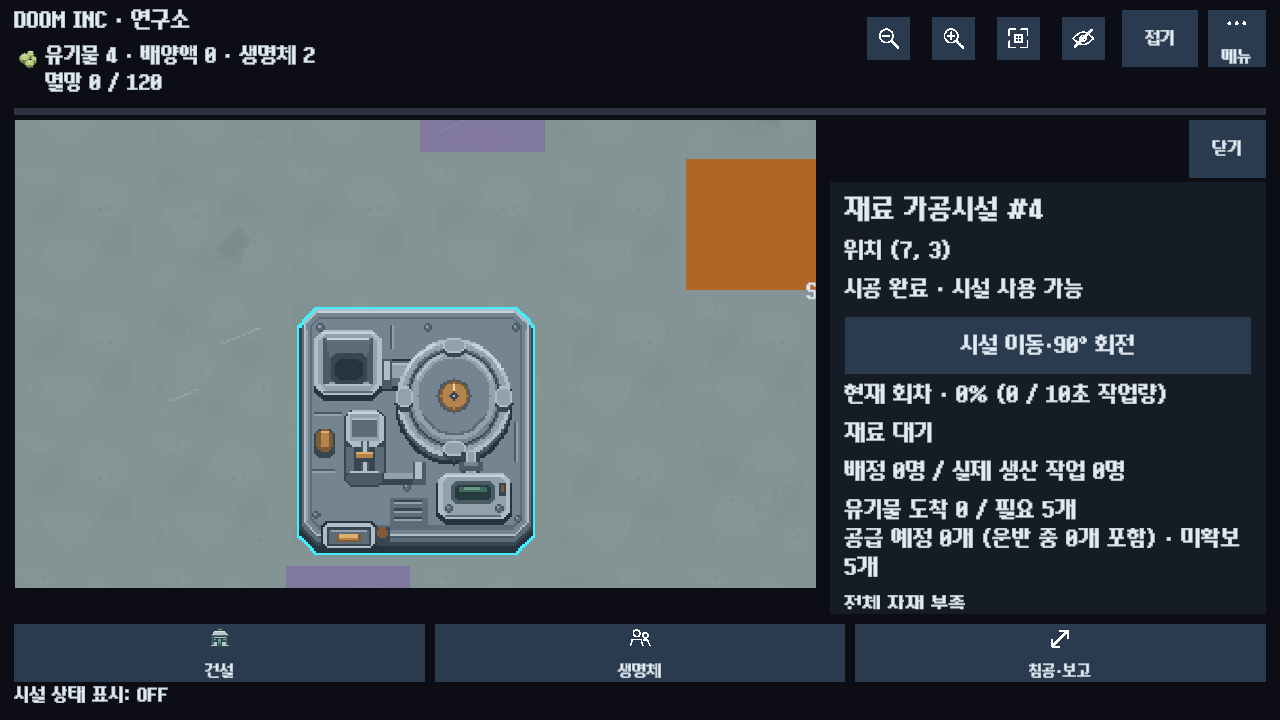 DOOM INC · 연구소
유기물 4 · 배양액 0 · 생명체 2
멸망 0 / 120
접기
메뉴
닫기
재료 가공시설 #4
위치 (7, 3)
시공 완료 · 시설 사용 가능
시설 이동·90° 회전
현재 회차 · 0% (0 / 10초 작업량)
재료 대기
배정 0명 / 실제 생산 작업 0명
유기물 도착 0 / 필요 5개
공급 예정 0개 (운반 중 0개 포함) · 미확보
5개
전체 자재 부족
건설
생명체
침공·보고
시설 상태 표시: OFF